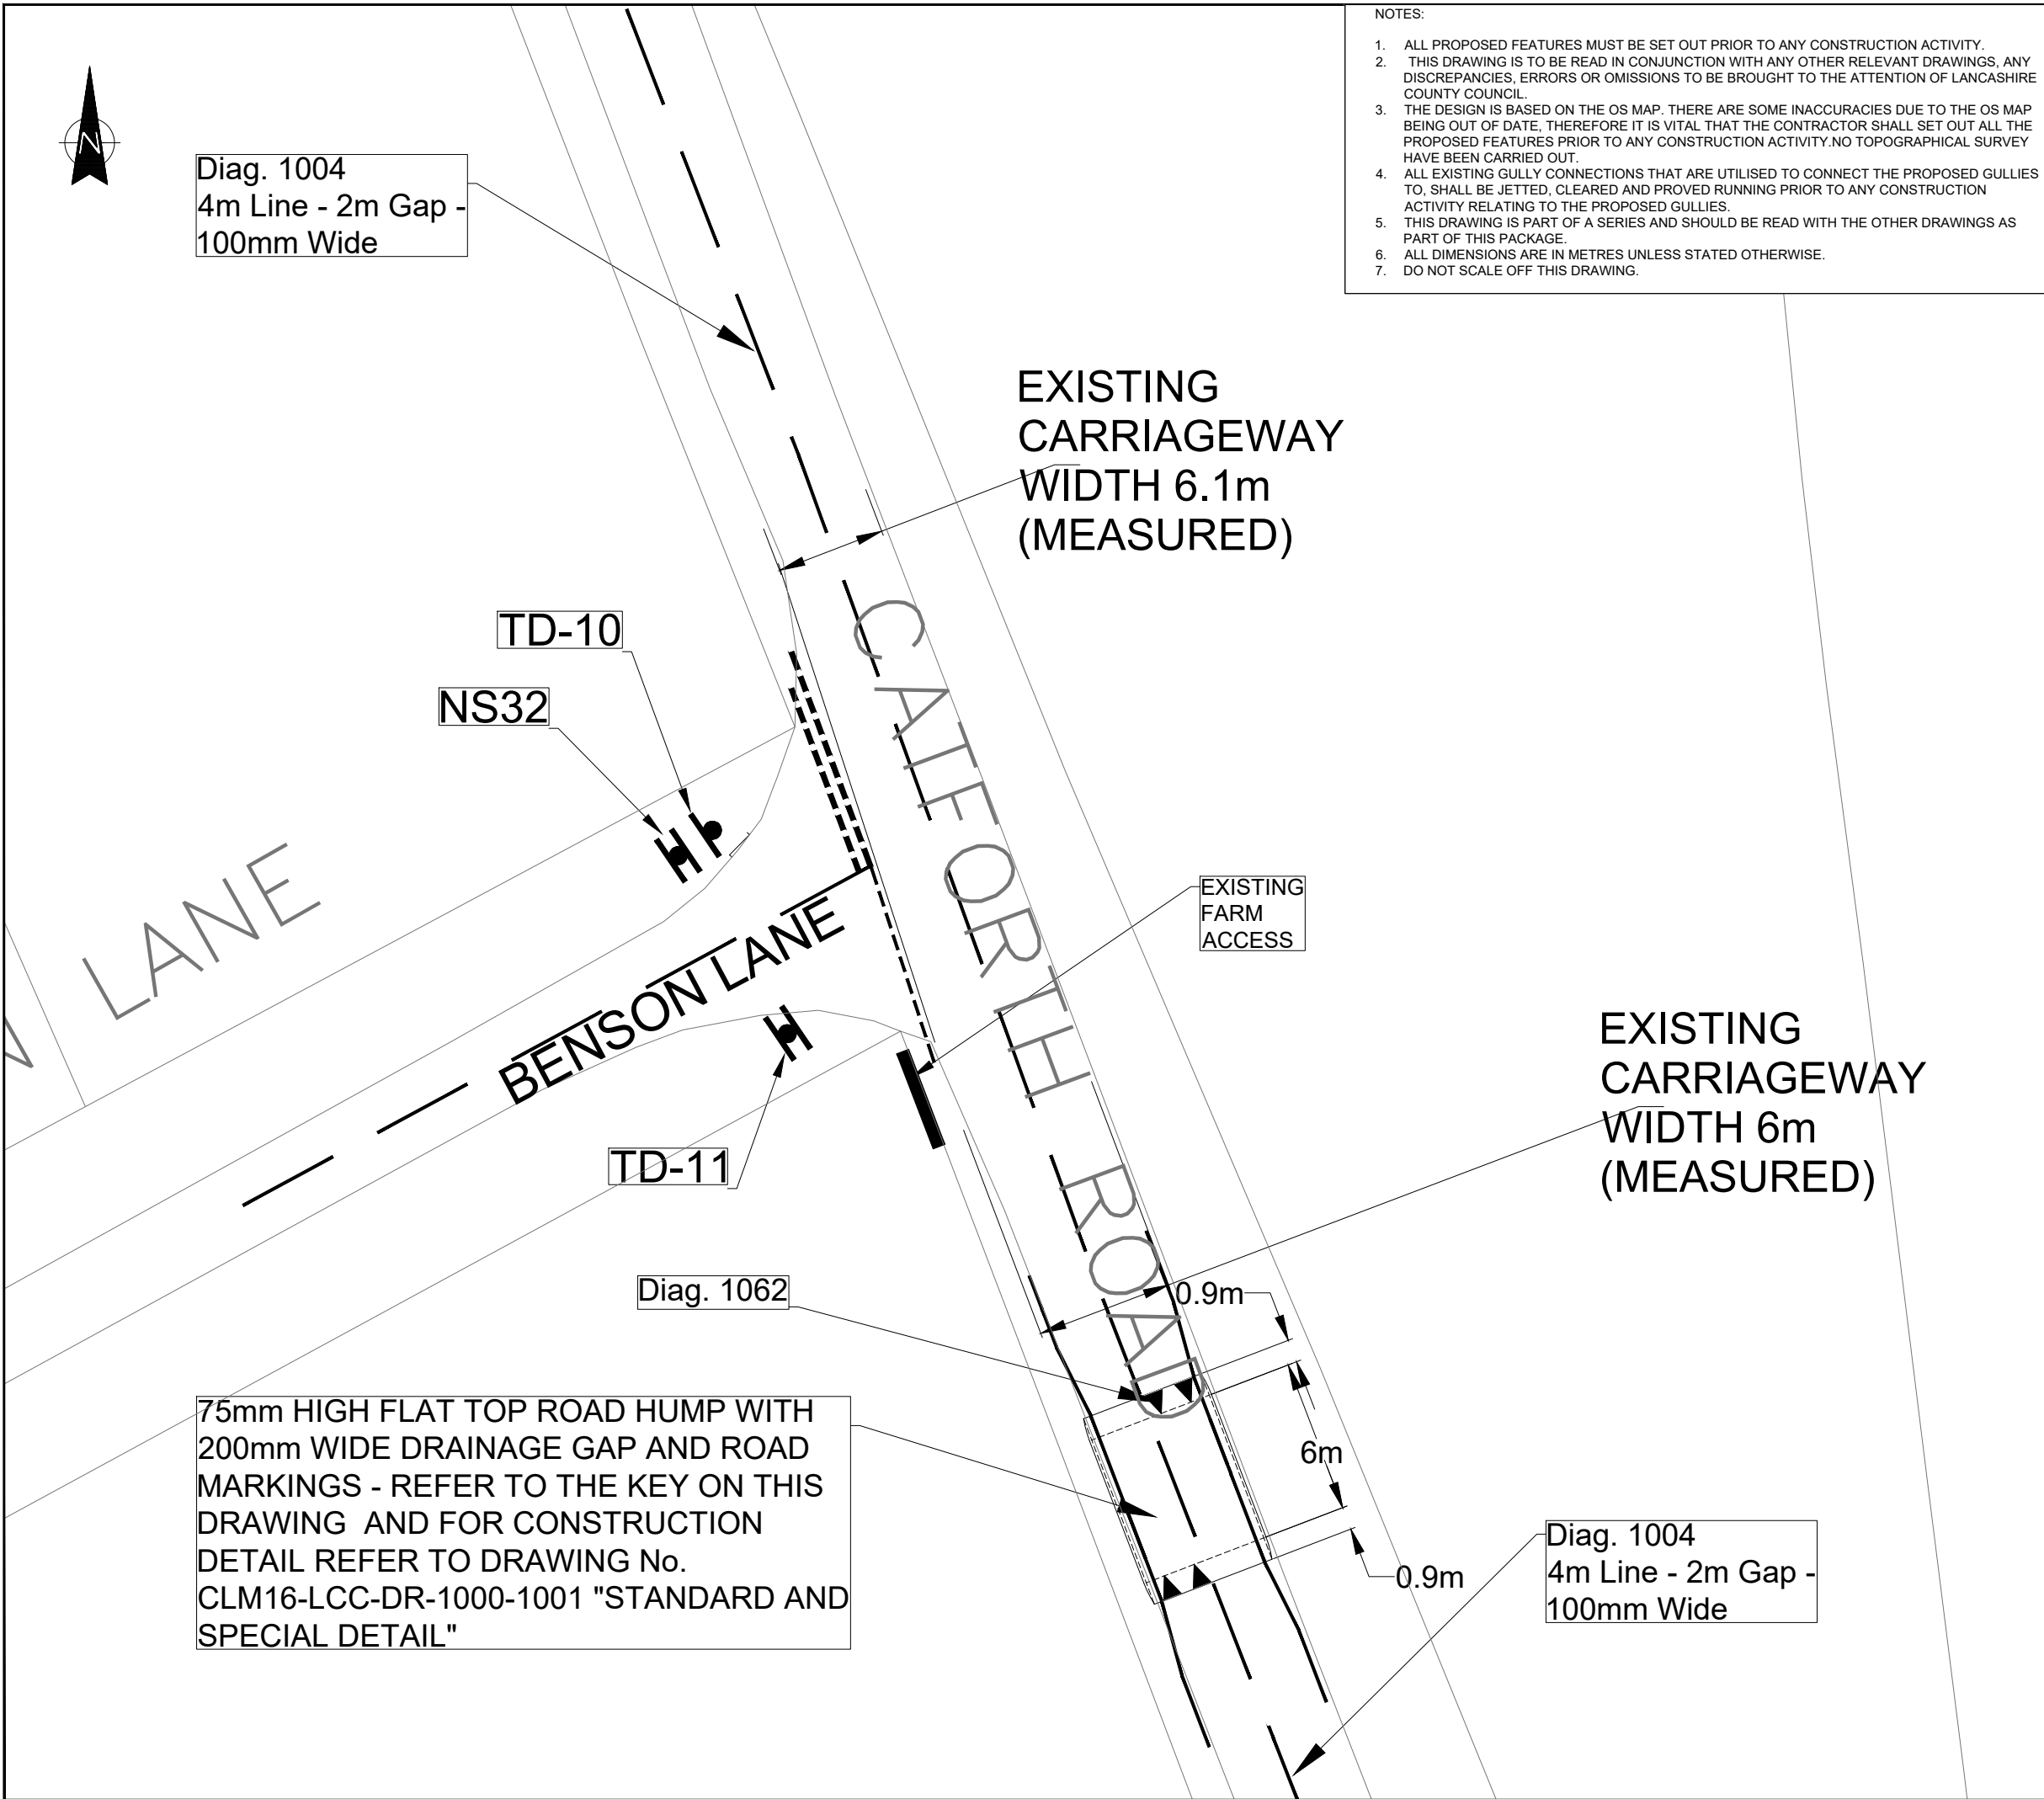 NOTES:
1. ALL PROPOSED FEATURES MUST BE SET OUT PRIOR TO ANY CONSTRUCTION ACTIVITY.
2. THIS DRAWING IS TO BE READ IN CONJUNCTION WITH ANY OTHER RELEVANT DRAWINGS, ANY
DISCREPANCIES, ERRORS OR OMISSIONS TO BE BROUGHT TO THE ATTENTION OF LANCASHIRE
COUNTY COUNCIL.
3. THE DESIGN IS BASED ON THE OS MAP. THERE ARE SOME INACCURACIES DUE TO THE OS MAP
BEING OUT OF DATE, THEREFORE IT IS VITAL THAT THE CONTRACTOR SHALL SET OUT ALL THE
PROPOSED FEATURES PRIOR TO ANY CONSTRUCTION ACTIVITY.NO TOPOGRAPHICAL SURVEY
HAVE BEEN CARRIED OUT.
4. ALL EXISTING GULLY CONNECTIONS THAT ARE UTILISED TO CONNECT THE PROPOSED GULLIES
TO, SHALL BE JETTED, CLEARED AND PROVED RUNNING PRIOR TO ANY CONSTRUCTION
ACTIVITY RELATING TO THE PROPOSED GULLIES.
5. THIS DRAWING IS PART OF A SERIES AND SHOULD BE READ WITH THE OTHER DRAWINGS AS
PART OF THIS PACKAGE.
6. ALL DIMENSIONS ARE IN METRES UNLESS STATED OTHERWISE.
7. DO NOT SCALE OFF THIS DRAWING.
N
Diag. 1004
4m Line - 2m Gap -
100mm Wide
EXISTING
CARRIAGEWAY
WIDTH 6.1m
(MEASURED)
TD-10
NS32
CATFORTH ROAD
N LANE
BENSON LANE
EXISTING
FARM
ACCESS
TD-11
EXISTING
CARRIAGEWAY
WIDTH 6m
(MEASURED)
Diag. 1062
0.9m
6m
0.9m
75mm HIGH FLAT TOP ROAD HUMP WITH
200mm WIDE DRAINAGE GAP AND ROAD
MARKINGS - REFER TO THE KEY ON THIS
DRAWING AND FOR CONSTRUCTION
DETAIL REFER TO DRAWING No.
CLM16-LCC-DR-1000-1001 "STANDARD AND
SPECIAL DETAIL"
Diag. 1004
4m Line - 2m Gap -
100mm Wide